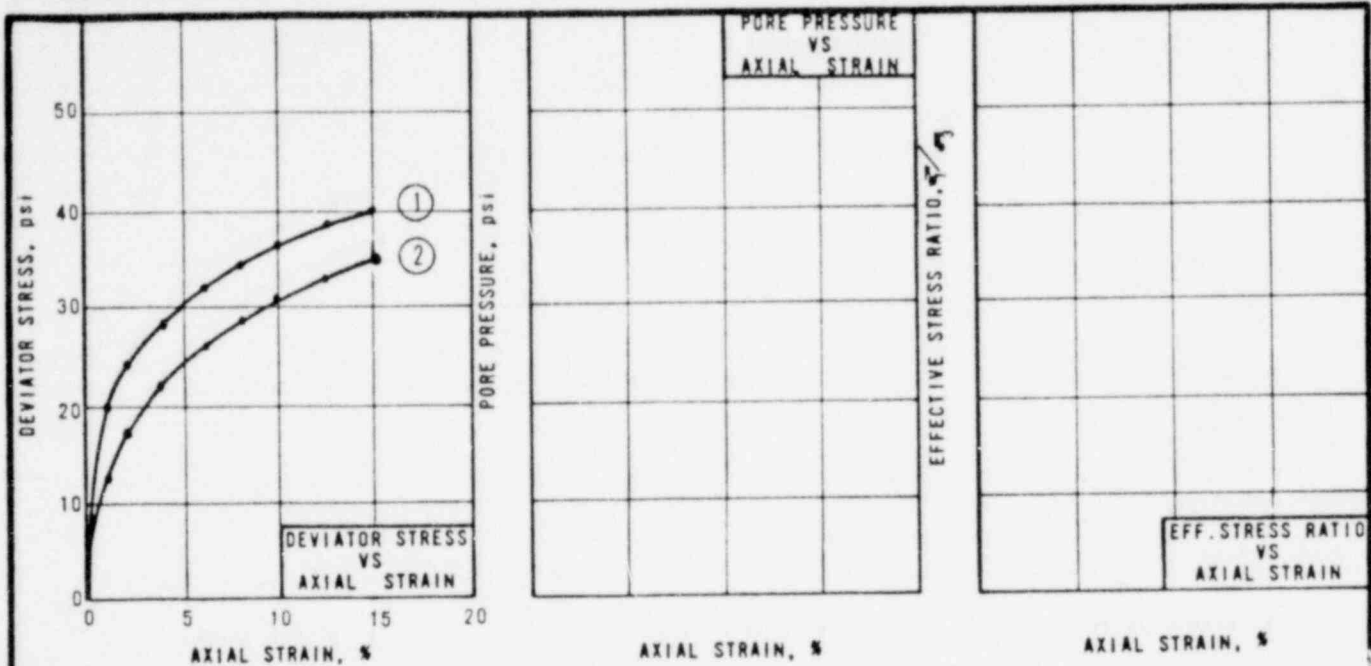 DEVIATOR STRESS, psi
50
40
30
20
10
0
1
2
DEVIATOR STRESS
VS
AXIAL STRAIN
0 5 10 15 20
AXIAL STRAIN, %
PORE PRESSURE, psi
PORE PRESSURE
VS
AXIAL STRAIN
AXIAL STRAIN, %
EFFECTIVE STRESS RATIO,
EFF. STRESS RATIO
VS
AXIAL STRAIN
AXIAL STRAIN, %